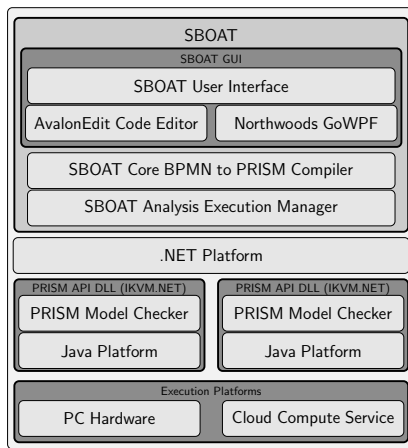 SBOAT
SBOAT GUI
SBOAT User Interface
AvalonEdit Code Editor
Northwoods GoWPF
SBOAT Core BPMN to PRISM Compiler
SBOAT Analysis Execution Manager
.NET Platform
PRISM API DLL (IKVM.NET)
PRISM Model Checker
Java Platform
PRISM API DLL (IKVM.NET)
PRISM Model Checker
Java Platform
Execution Platforms
PC Hardware
Cloud Compute Service